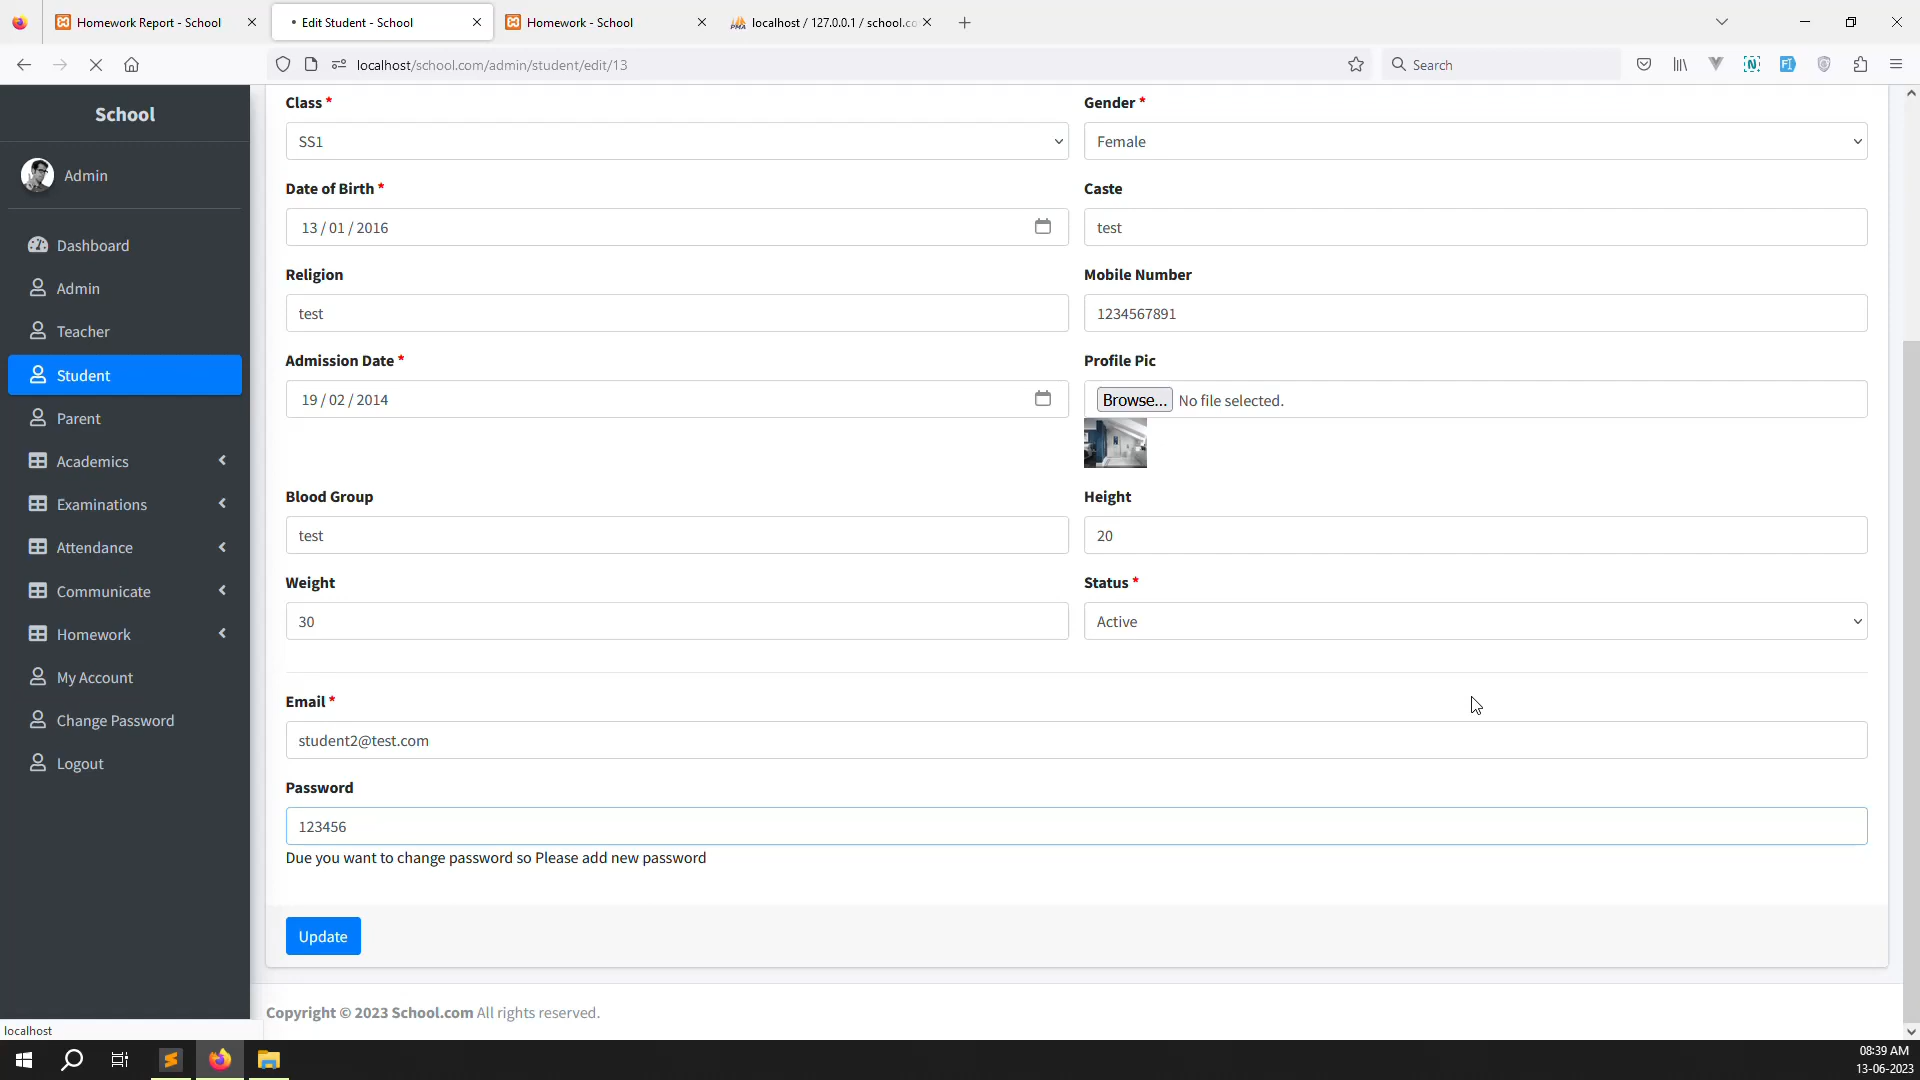 Homework Report - School
• Edit Student - School
Homework - School
localhost / 127.0.0.1 / school.co
localhost/school.com/admin/student/edit/13
Search
School
Admin
Dashboard
Admin
Teacher
Student
Parent
Academics
Examinations
Attendance
Communicate
Homework
My Account
Change Password
Logout
Class *
Gender *
SS1
Female
Date of Birth *
Caste
13 / 01 / 2016
test
Religion
Mobile Number
test
1234567891
Admission Date *
Profile Pic
19 / 02 / 2014
Browse... No file selected.
Blood Group
Height
test
20
Weight
Status *
30
Active
Email *
student2@test.com
Password
123456
Due you want to change password so Please add new password
Update
Copyright © 2023 School.com All rights reserved.
localhost
08:39 AM
13-06-2023